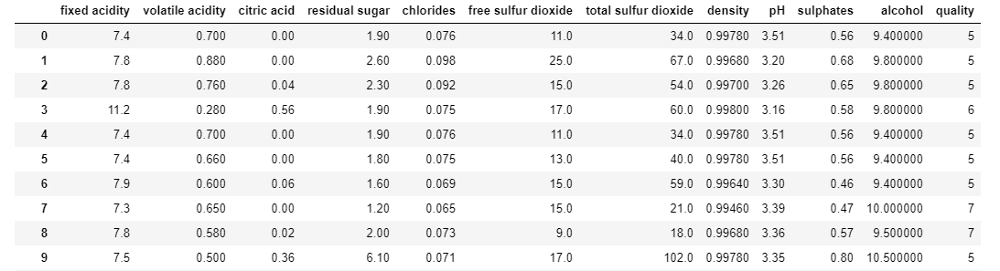 fixed acidity volatile acidity citric acid residual sugar chlorides free sulfur dioxide total sulfur dioxide density pH sulphates alcohol quality
0 7.4 0.700 0.00 1.90 0.076 11.0 34.0 0.99780 3.51 0.56 9.400000 5
1 7.8 0.880 0.00 2.60 0.098 25.0 67.0 0.99680 3.20 0.68 9.800000 5
2 7.8 0.760 0.04 2.30 0.092 15.0 54.0 0.99700 3.26 0.65 9.800000 5
3 11.2 0.280 0.56 1.90 0.075 17.0 60.0 0.99800 3.16 0.58 9.800000 6
4 7.4 0.700 0.00 1.90 0.076 11.0 34.0 0.99780 3.51 0.56 9.400000 5
5 7.4 0.660 0.00 1.80 0.075 13.0 40.0 0.99780 3.51 0.56 9.400000 5
6 7.9 0.600 0.06 1.60 0.069 15.0 59.0 0.99640 3.30 0.46 9.400000 5
7 7.3 0.650 0.00 1.20 0.065 15.0 21.0 0.99460 3.39 0.47 10.000000 7
8 7.8 0.580 0.02 2.00 0.073 9.0 18.0 0.99680 3.36 0.57 9.500000 7
9 7.5 0.500 0.36 6.10 0.071 17.0 102.0 0.99780 3.35 0.80 10.500000 5